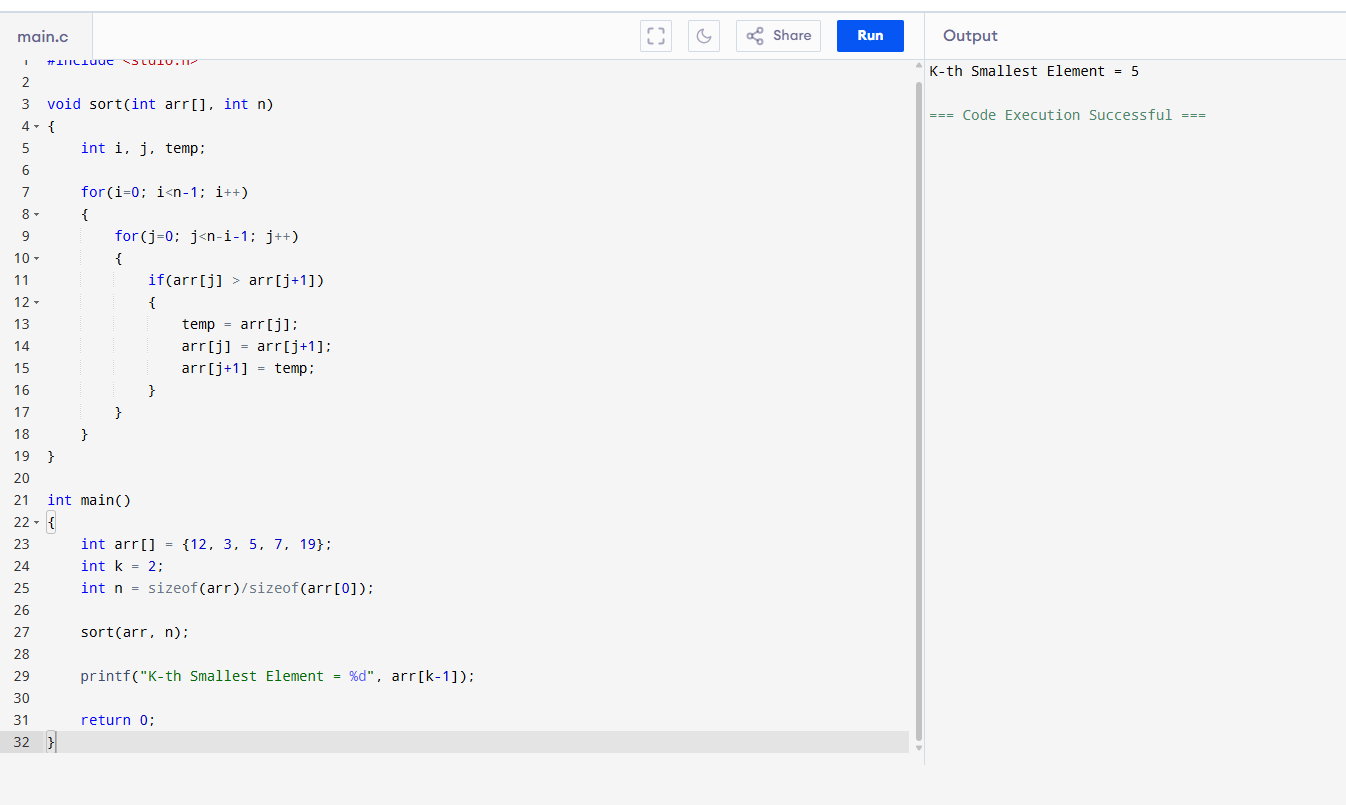 main.c
Share
Run
Output
1 #include <stdio.h>
2
3 void sort(int arr[], int n)
4 {
5     int i, j, temp;
6
7     for(i=0; i<n-1; i++)
8     {
9         for(j=0; j<n-i-1; j++)
10         {
11             if(arr[j] > arr[j+1])
12             {
13                 temp = arr[j];
14                 arr[j] = arr[j+1];
15                 arr[j+1] = temp;
16             }
17         }
18     }
19 }
20
21 int main()
22 {
23     int arr[] = {12, 3, 5, 7, 19};
24     int k = 2;
25     int n = sizeof(arr)/sizeof(arr[0]);
26
27     sort(arr, n);
28
29     printf("K-th Smallest Element = %d", arr[k-1]);
30
31     return 0;
32 }
K-th Smallest Element = 5
=== Code Execution Successful ===